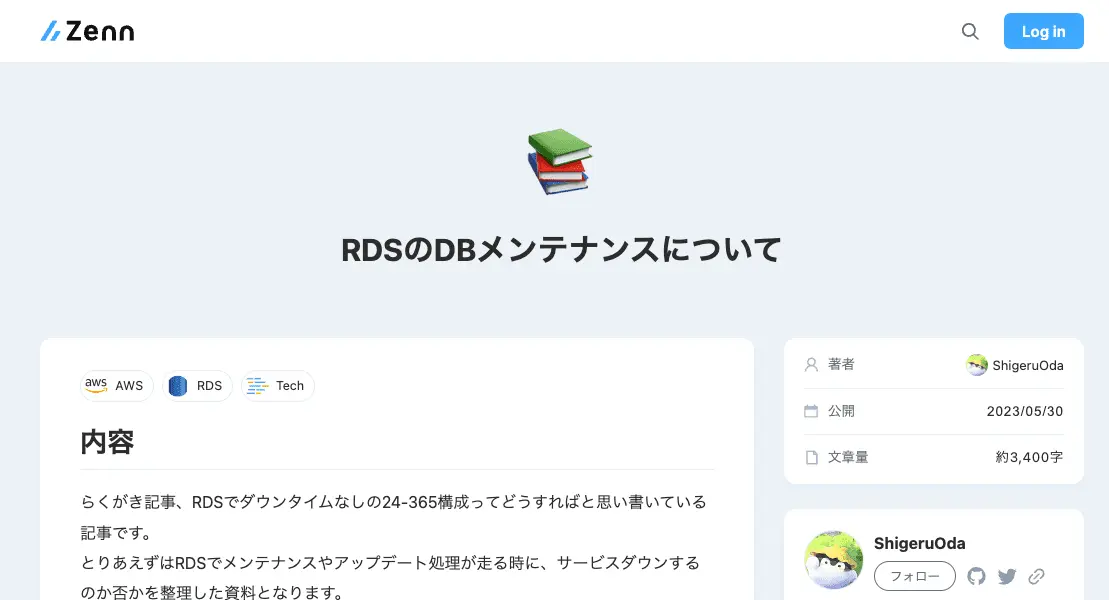 Zenn
Log in
RDSのDBメンテナンスについて
aws AWS RDS Tech
内容
らくがき記事、RDSでダウンタイムなしの24-365構成ってどうすればと思い書いている
記事です。
とりあえずはRDSでメンテナンスやアップデート処理が走る時に、サービスダウンする
のか否かを整理した資料となります。
著者 ShigeruOda
公開 2023/05/30
文章量 約3,400字
ShigeruOda
フォロー